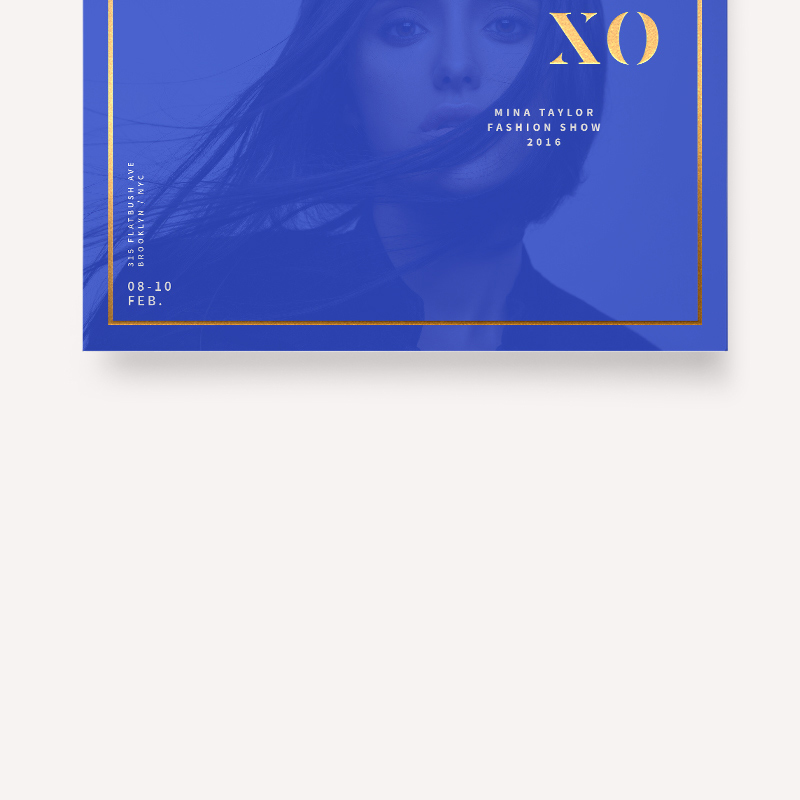 XO
MINA TAYLOR
FASHION SHOW
2016
315 FLATBUSH AVE
BROOKLYN / NYC
08-10
FEB.